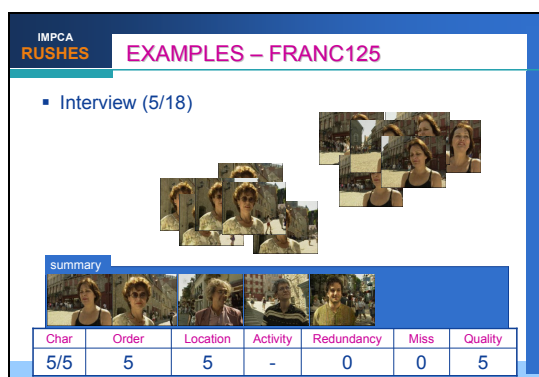 IMPCA
RUSHES
EXAMPLES – FRANC125
▪ Interview (5/18)
summary
Char Order Location Activity Redundancy Miss Quality
5/5 5 5 - 0 0 5